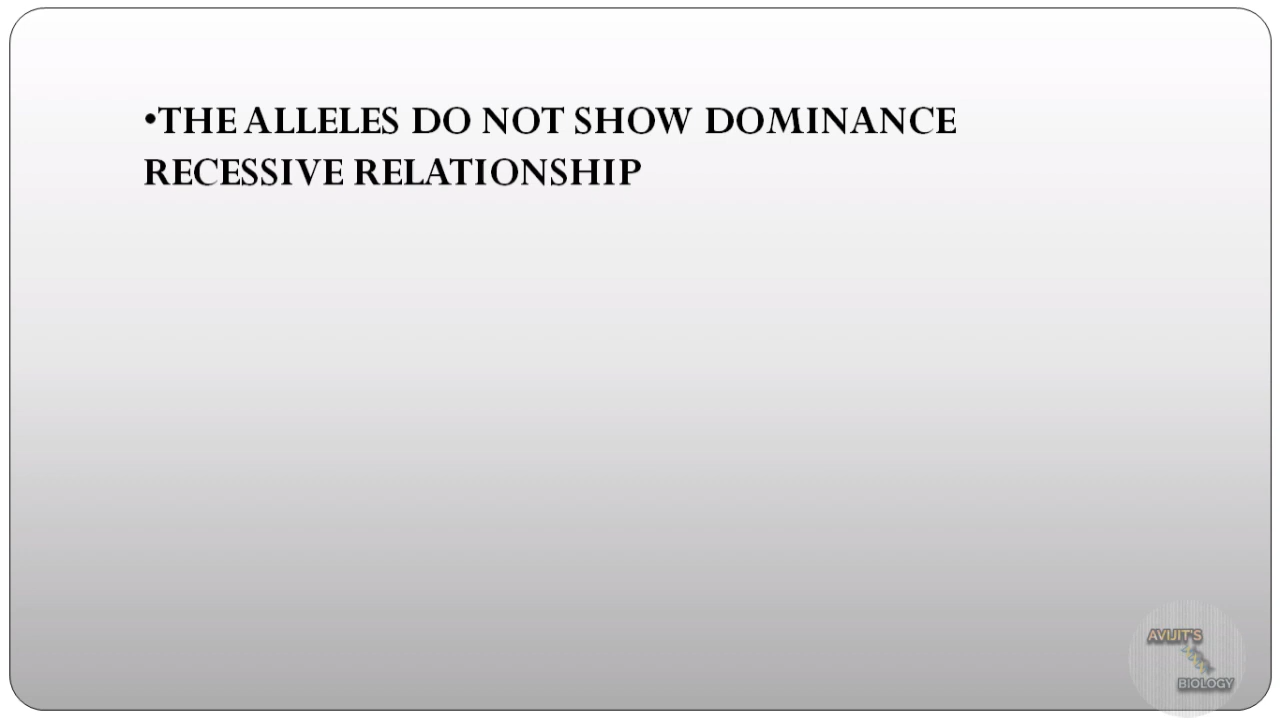 •THE ALLELES DO NOT SHOW DOMINANCE
RECESSIVE RELATIONSHIP
AVIJIT'S
BIOLOGY